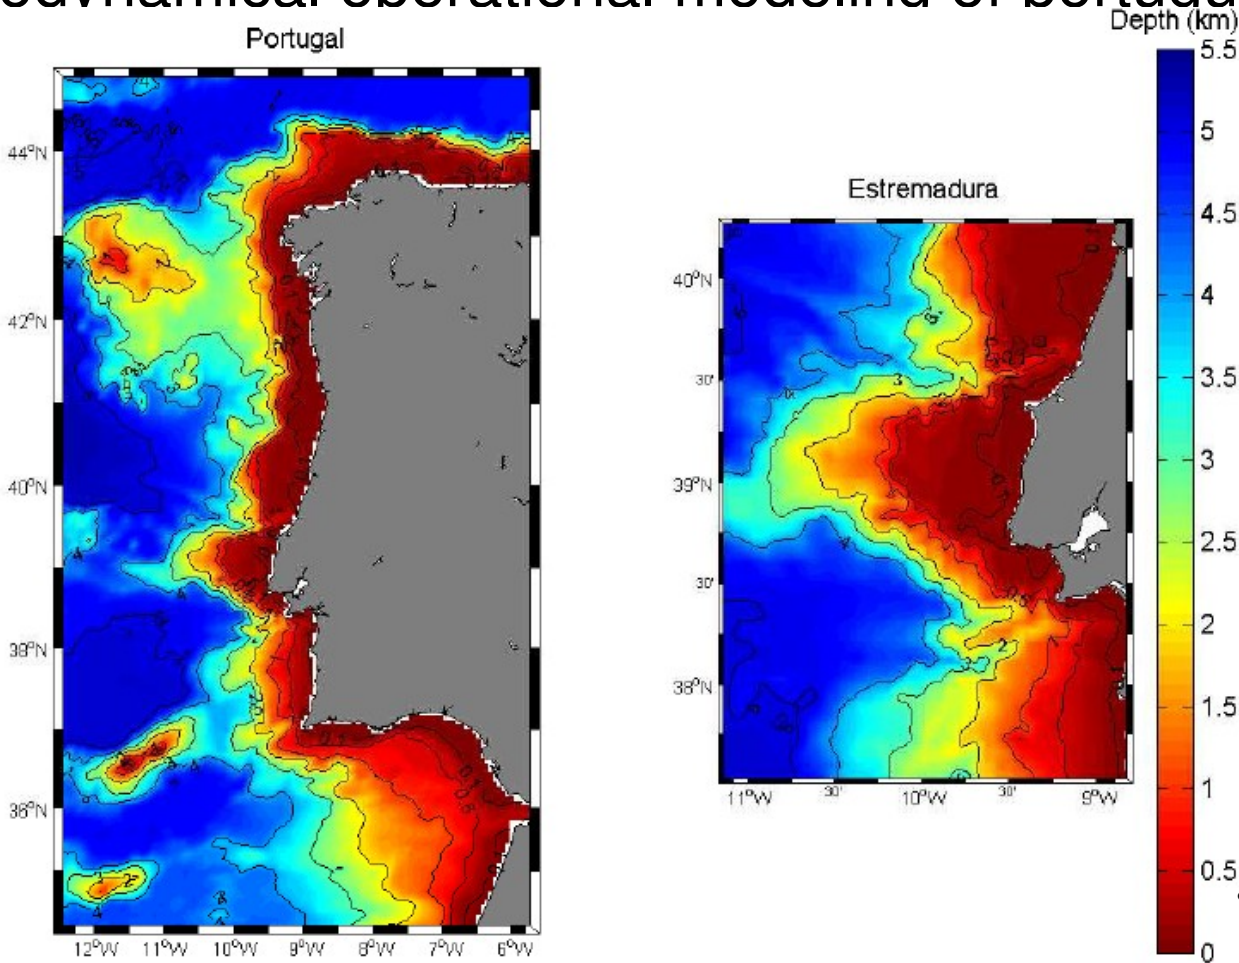 odynamical operational modeling of portugu
Depth (km)
Portugal
Estremadura
44°N
42°N
40°N
38°N
36°N
12°W 11°W 10°W 9°W 8°W 7°W 6°W
40°N
30'
39°N
30'
38°N
11°W 30' 10°W 30' 9°W
5.5
5
4.5
4
3.5
3
2.5
2
1.5
1
0.5
0